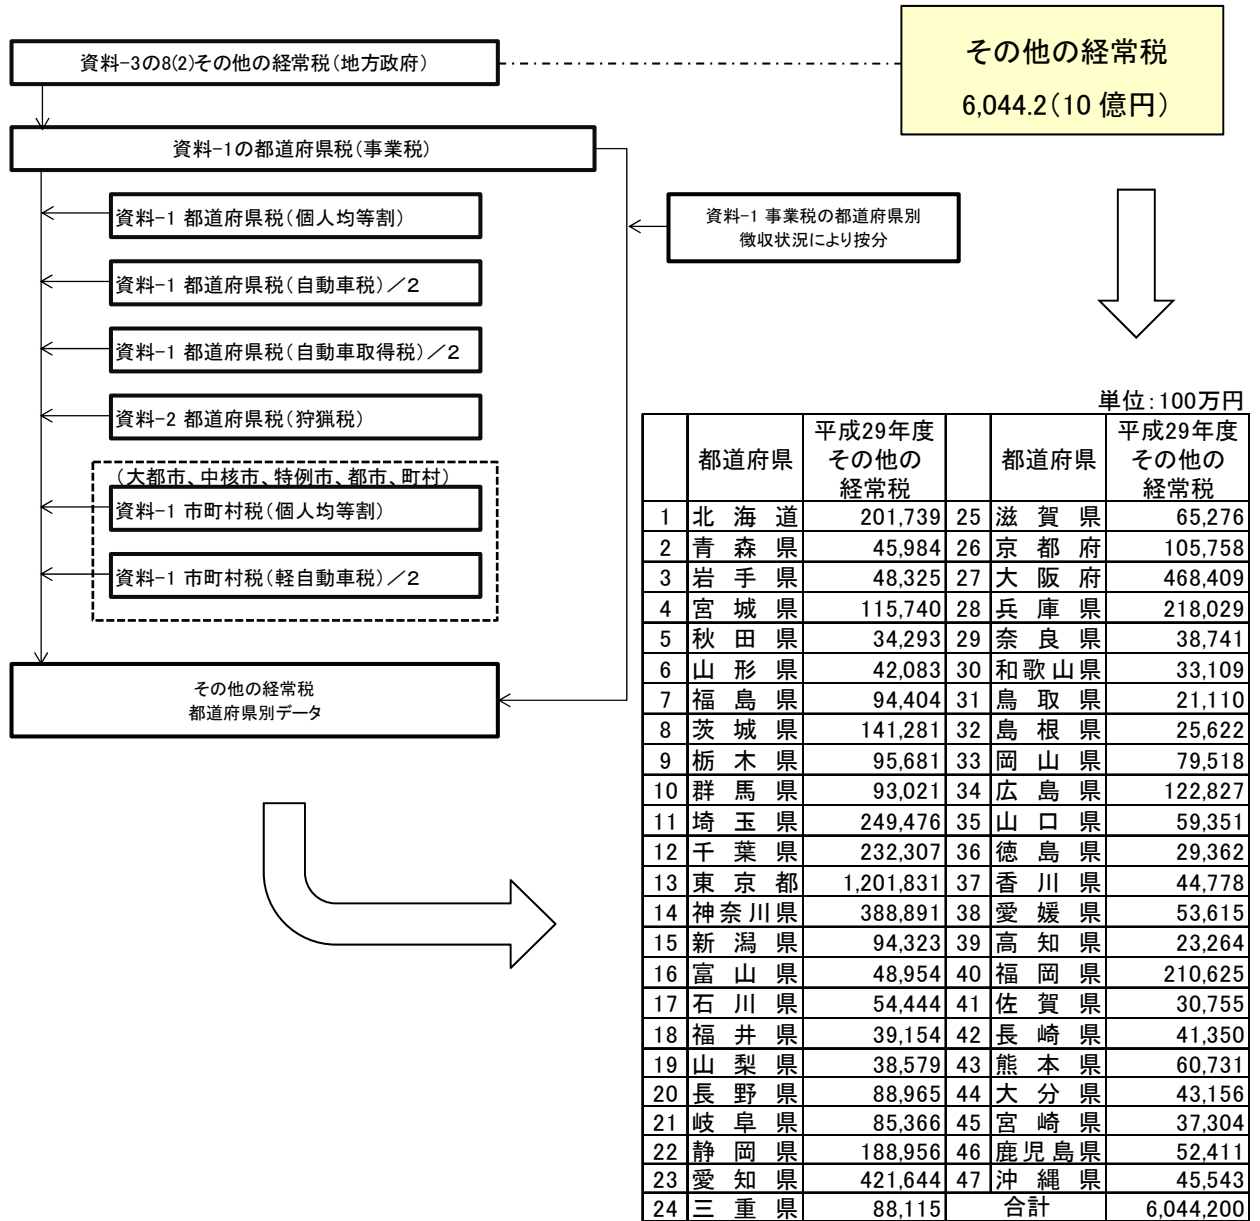 その他の経常税
6,044.2(10 億円)
資料-3の8(2)その他の経常税(地方政府)
資料-1の都道府県税(事業税)
資料-1 都道府県税(個人均等割)
資料-1 事業税の都道府県別
徴収状況により按分
資料-1 都道府県税(自動車税)/2
資料-1 都道府県税(自動車取得税)/2
資料-2 都道府県税(狩猟税)
(大都市、中核市、特例市、都市、町村)
資料-1 市町村税(個人均等割)
資料-1 市町村税(軽自動車税)/2
その他の経常税
都道府県別データ
単位:100万円
都道府県 平成29年度 その他の 経常税 都道府県 平成29年度 その他の 経常税
1 北海道 201,739 25 滋賀県 65,276
2 青森県 45,984 26 京都府 105,758
3 岩手県 48,325 27 大阪府 468,409
4 宮城県 115,740 28 兵庫県 218,029
5 秋田県 34,293 29 奈良県 38,741
6 山形県 42,083 30 和歌山県 33,109
7 福島県 94,404 31 鳥取県 21,110
8 茨城県 141,281 32 島根県 25,622
9 栃木県 95,681 33 岡山県 79,518
10 群馬県 93,021 34 広島県 122,827
11 埼玉県 249,476 35 山口県 59,351
12 千葉県 232,307 36 徳島県 29,362
13 東京都 1,201,831 37 香川県 44,778
14 神奈川県 388,891 38 愛媛県 53,615
15 新潟県 94,323 39 高知県 23,264
16 富山県 48,954 40 福岡県 210,625
17 石川県 54,444 41 佐賀県 30,755
18 福井県 39,154 42 長崎県 41,350
19 山梨県 38,579 43 熊本県 60,731
20 長野県 88,965 44 大分県 43,156
21 岐阜県 85,366 45 宮崎県 37,304
22 静岡県 188,956 46 鹿児島県 52,411
23 愛知県 421,644 47 沖縄県 45,543
24 三重県 88,115 合計 6,044,200